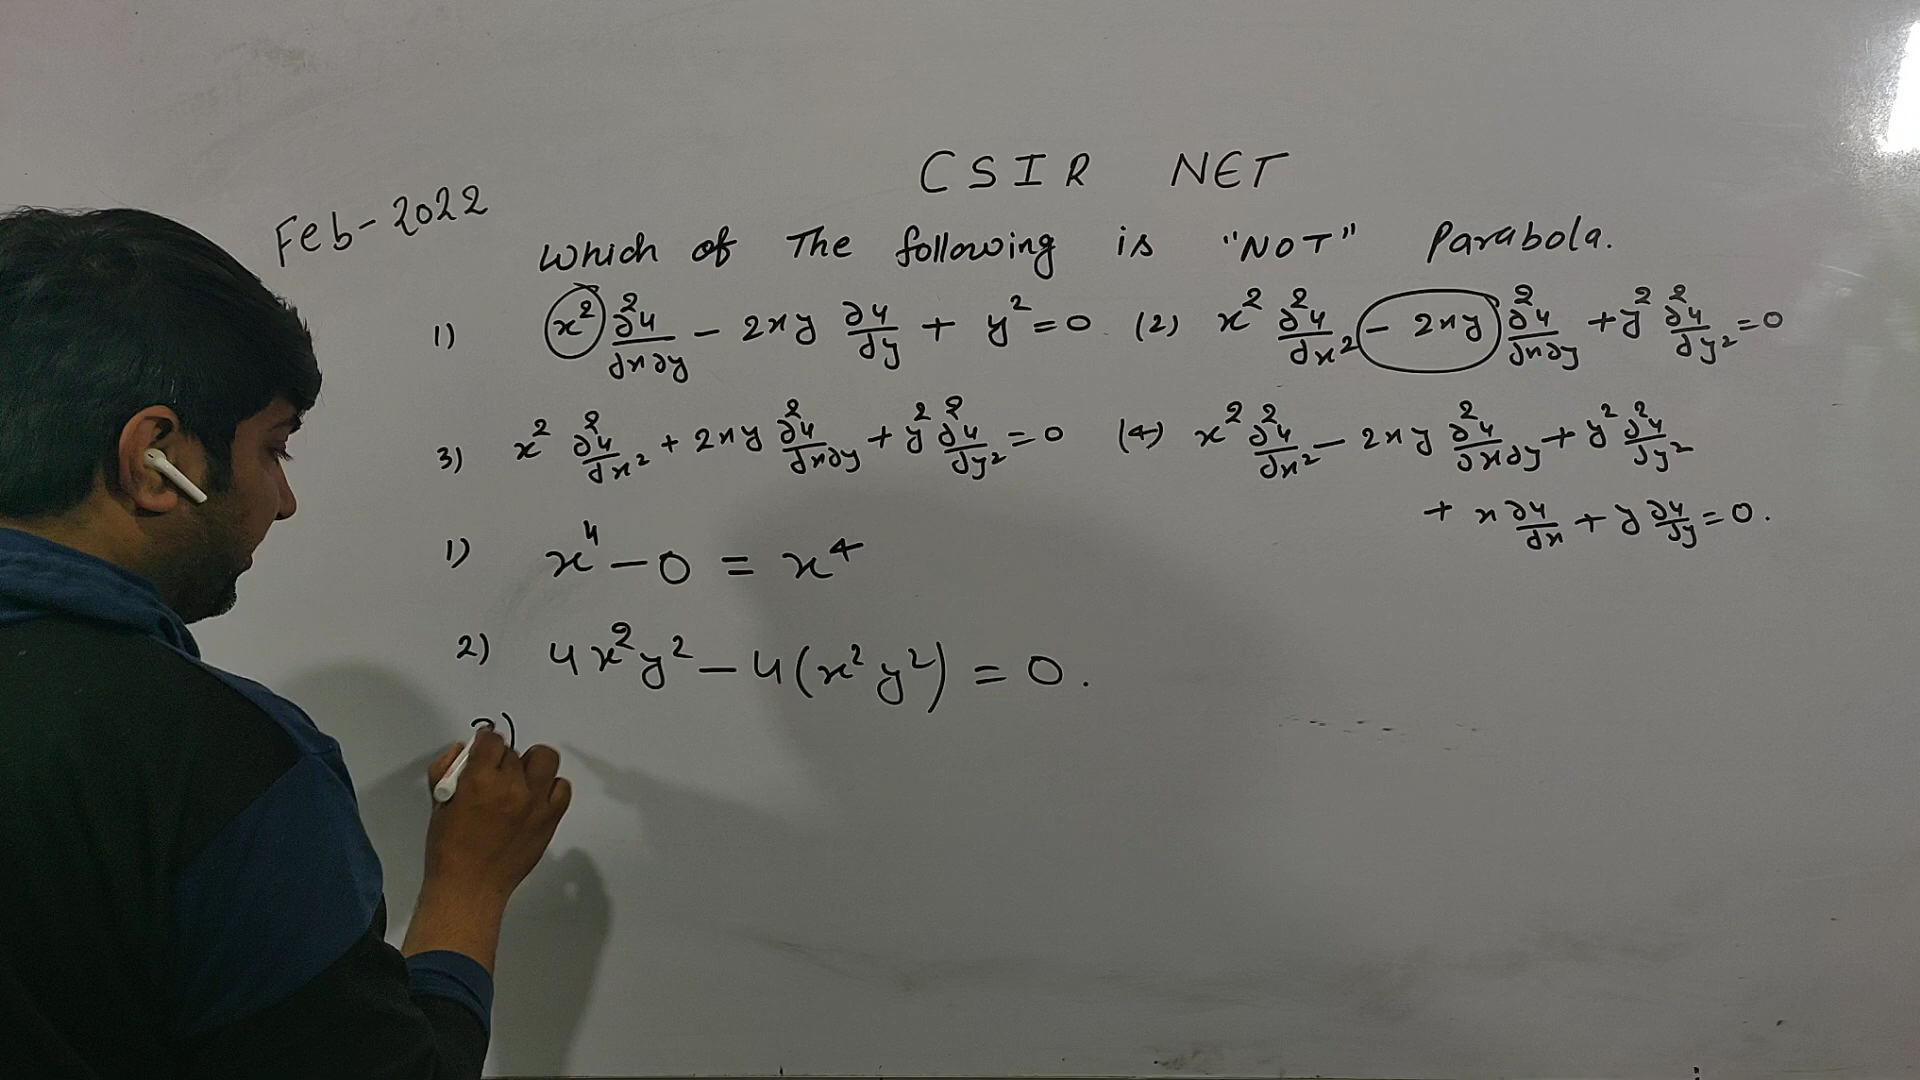 CSIR NET
Feb-2022
Which of The following is "NOT" Parabola.
1) x² ∂²u/∂x∂y - 2xy ∂u/∂y + y² = 0 (2) x² ∂²u/∂x² - 2xy ∂²u/∂x∂y + y² ∂²u/∂y² = 0
3) x² ∂²u/∂x² + 2xy ∂²u/∂x∂y + y² ∂²u/∂y² = 0 (4) x² ∂²u/∂x² - 2xy ∂²u/∂x∂y + y² ∂²u/∂y²
+ x ∂u/∂x + y ∂u/∂y = 0.
1) x⁴ - 0 = x⁴
2) 4x²y² - 4(x²y²) = 0.
3)